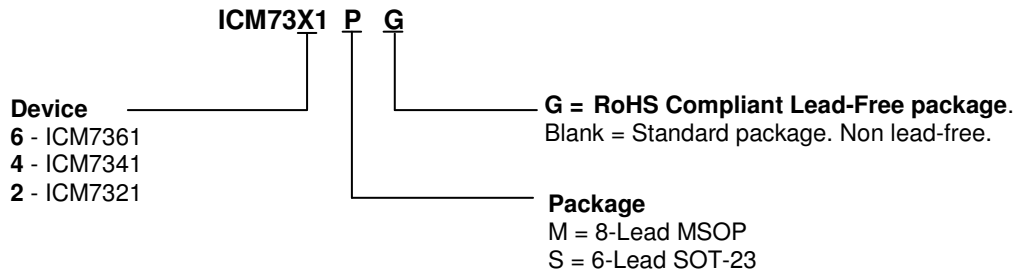 ICM73X1 P G
Device
6 - ICM7361
4 - ICM7341
2 - ICM7321
G = RoHS Compliant Lead-Free package.
Blank = Standard package. Non lead-free.
Package
M = 8-Lead MSOP
S = 6-Lead SOT-23